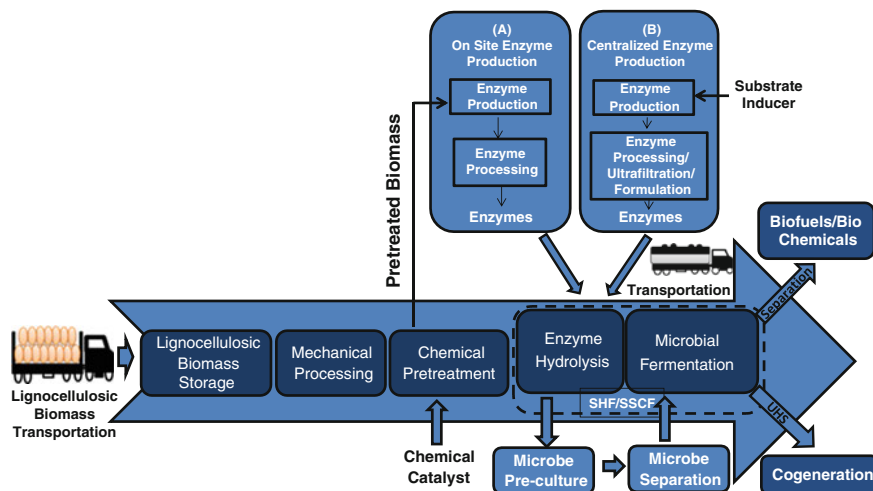 (A)
On Site Enzyme
Production
Enzyme
Production
Enzyme
Processing
Enzymes
(B)
Centralized Enzyme
Production
Enzyme
Production
Enzyme
Processing/
Ultrafiltration/
Formulation
Enzymes
Substrate
Inducer
Pretreated Biomass
Transportation
Biofuels/Bio
Chemicals
Separation
Lignocellulosic
Biomass
Transportation
Lignocellulosic
Biomass
Storage
Mechanical
Processing
Chemical
Pretreatment
Enzyme
Hydrolysis
Microbial
Fermentation
SHF/SSCF
UHS
Chemical
Catalyst
Microbe
Pre-culture
Microbe
Separation
Cogeneration